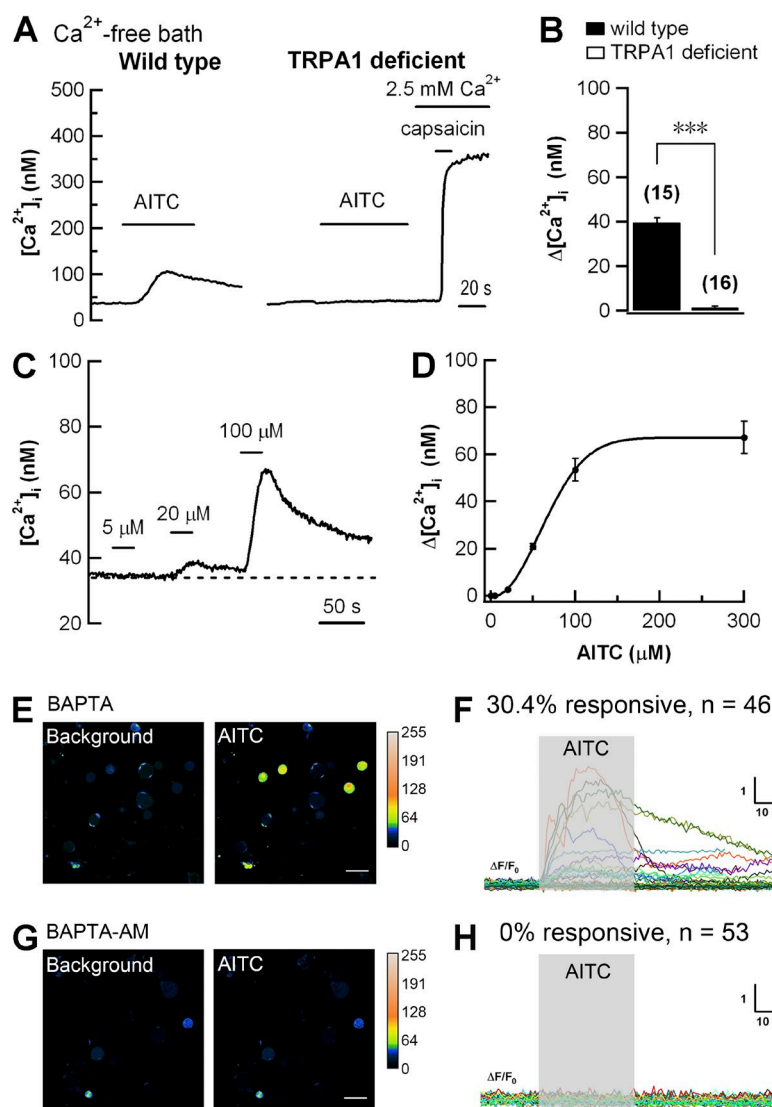 A Ca²⁺-free bath
Wild type TRPA1 deficient
2.5 mM Ca²⁺
capsaicin
AITC AITC
20 s
[Ca²⁺]i (nM)
500
400
300
200
100
0
B
wild type
TRPA1 deficient
***
(15)
(16)
Δ[Ca²⁺]i (nM)
100
80
60
40
20
0
C
[Ca²⁺]i (nM)
100
80
60
40
20
5 μM
20 μM
100 μM
50 s
D
Δ[Ca²⁺]i (nM)
100
80
60
40
20
0
0 100 200 300
AITC (μM)
E BAPTA
Background AITC
255
191
128
64
0
F 30.4% responsive, n = 46
AITC
1
10
ΔF/F₀
G BAPTA-AM
Background AITC
255
191
128
64
0
H 0% responsive, n = 53
AITC
1
10
ΔF/F₀